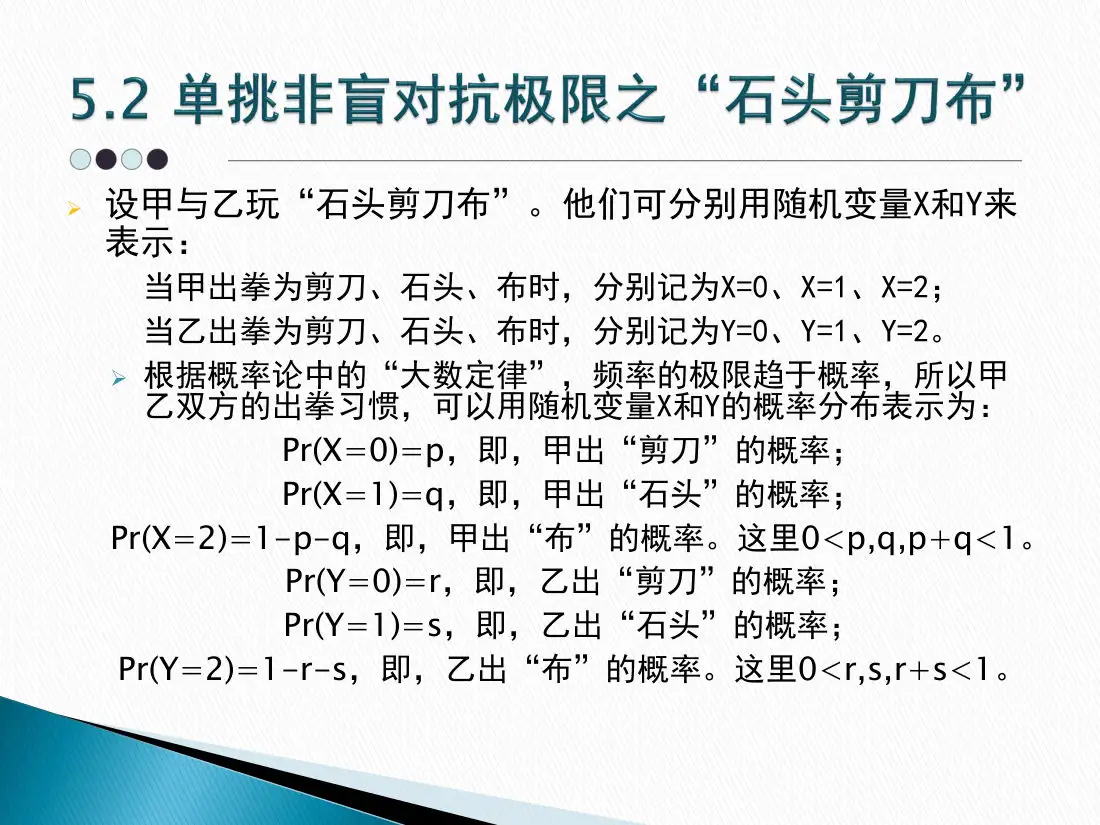 5.2 单挑非盲对抗极限之“石头剪刀布”
设甲与乙玩“石头剪刀布”。他们可分别用随机变量X和Y来
表示：
当甲出拳为剪刀、石头、布时，分别记为X=0、X=1、X=2；
当乙出拳为剪刀、石头、布时，分别记为Y=0、Y=1、Y=2。
根据概率论中的“大数定律”，频率的极限趋于概率，所以甲
乙双方的出拳习惯，可以用随机变量X和Y的概率分布表示为：
Pr(X=0)=p，即，甲出“剪刀”的概率；
Pr(X=1)=q，即，甲出“石头”的概率；
Pr(X=2)=1-p-q，即，甲出“布”的概率。这里0<p,q,p+q<1。
Pr(Y=0)=r，即，乙出“剪刀”的概率；
Pr(Y=1)=s，即，乙出“石头”的概率；
Pr(Y=2)=1-r-s，即，乙出“布”的概率。这里0<r,s,r+s<1。